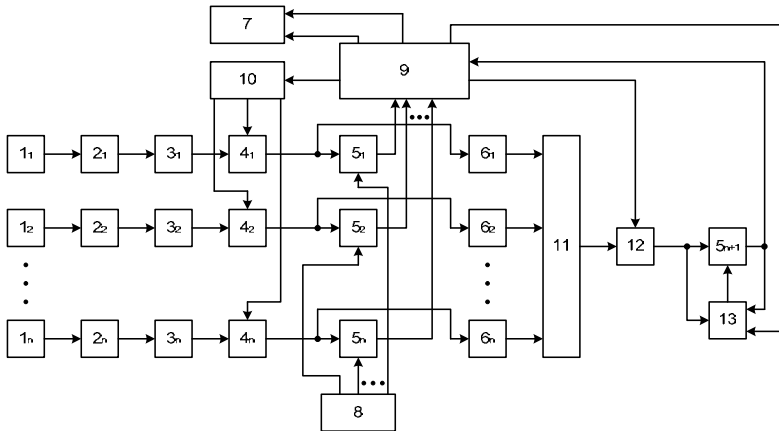 7
9
10
1₁ 2₁ 3₁ 4₁ 5₁ 6₁
1₂ 2₂ 3₂ 4₂ 5₂ 6₂
11 12 5ₙ₊₁
13
1ₙ 2ₙ 3ₙ 4ₙ 5ₙ 6ₙ
8